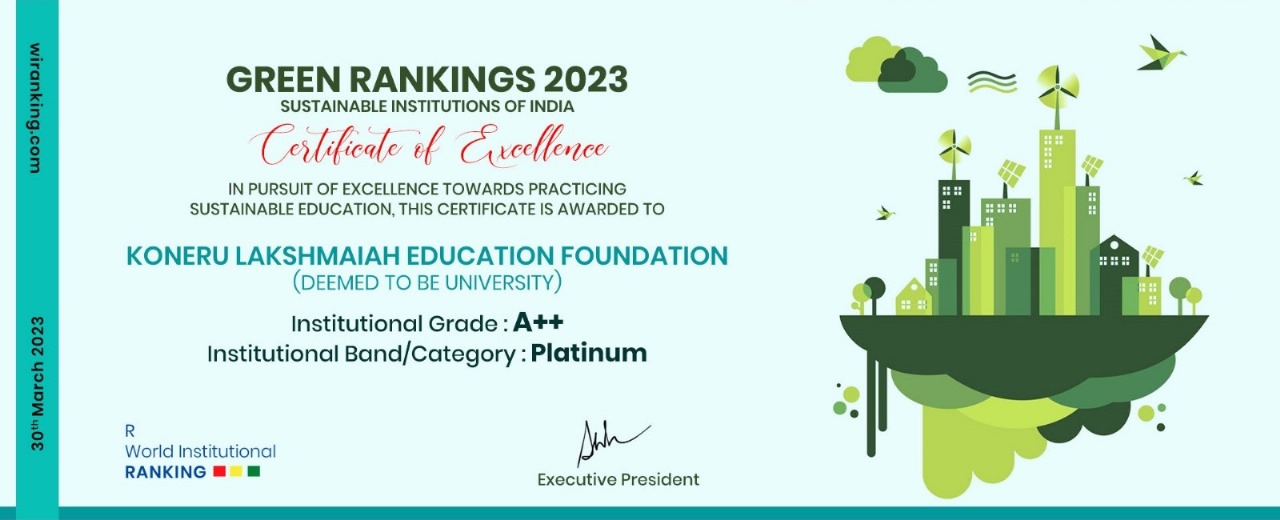 wiranking.com
30th March 2023
GREEN RANKINGS 2023
SUSTAINABLE INSTITUTIONS OF INDIA
Certificate of Excellence
IN PURSUIT OF EXCELLENCE TOWARDS PRACTICING
SUSTAINABLE EDUCATION, THIS CERTIFICATE IS AWARDED TO
KONERU LAKSHMAIAH EDUCATION FOUNDATION
(DEEMED TO BE UNIVERSITY)
Institutional Grade : A++
Institutional Band/Category : Platinum
R
World Institutional
RANKING
Executive President